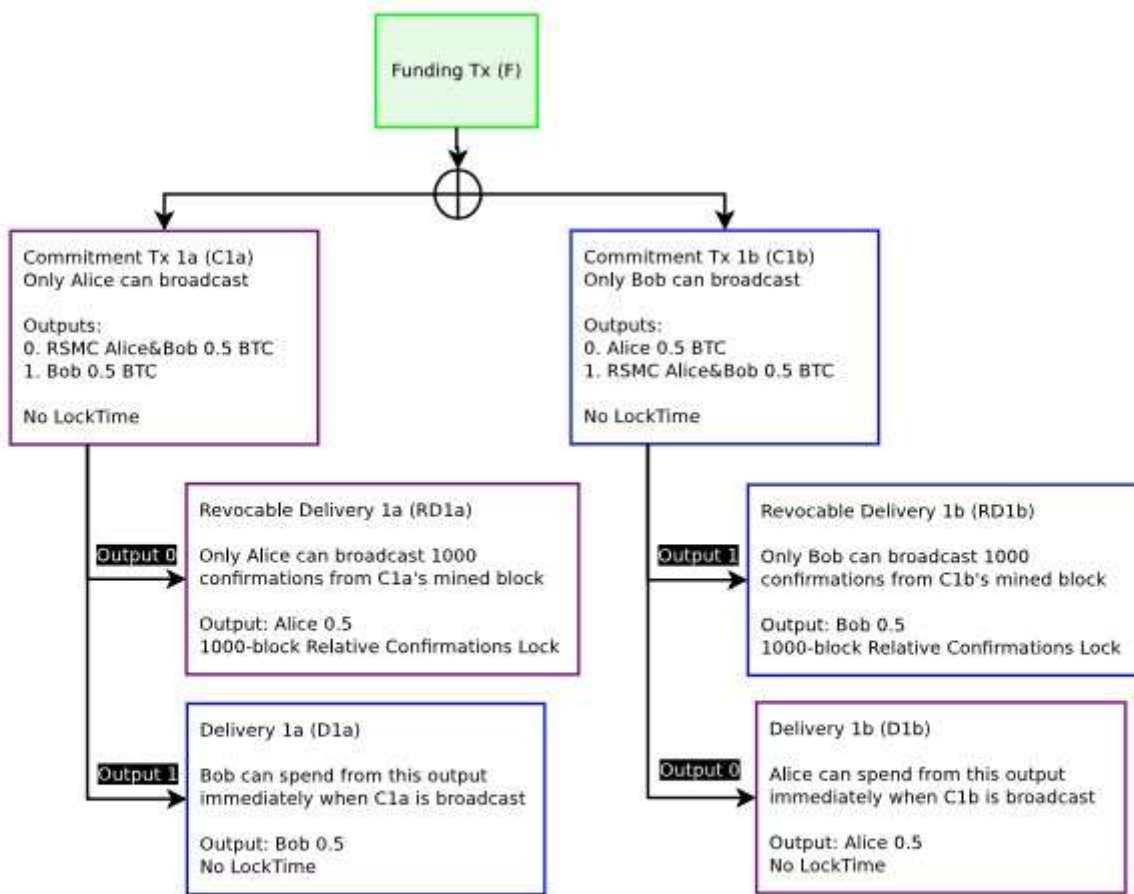 Funding Tx (F)
Commitment Tx 1a (C1a)
Only Alice can broadcast
Outputs:
0. RSMC Alice&Bob 0.5 BTC
1. Bob 0.5 BTC
No LockTime
Commitment Tx 1b (C1b)
Only Bob can broadcast
Outputs:
0. Alice 0.5 BTC
1. RSMC Alice&Bob 0.5 BTC
No LockTime
Output 0
Revocable Delivery 1a (RD1a)
Only Alice can broadcast 1000
confirmations from C1a's mined block
Output: Alice 0.5
1000-block Relative Confirmations Lock
Output 1
Revocable Delivery 1b (RD1b)
Only Bob can broadcast 1000
confirmations from C1b's mined block
Output: Bob 0.5
1000-block Relative Confirmations Lock
Output 1
Delivery 1a (D1a)
Bob can spend from this output
immediately when C1a is broadcast
Output: Bob 0.5
No LockTime
Output 0
Delivery 1b (D1b)
Alice can spend from this output
immediately when C1b is broadcast
Output: Alice 0.5
No LockTime